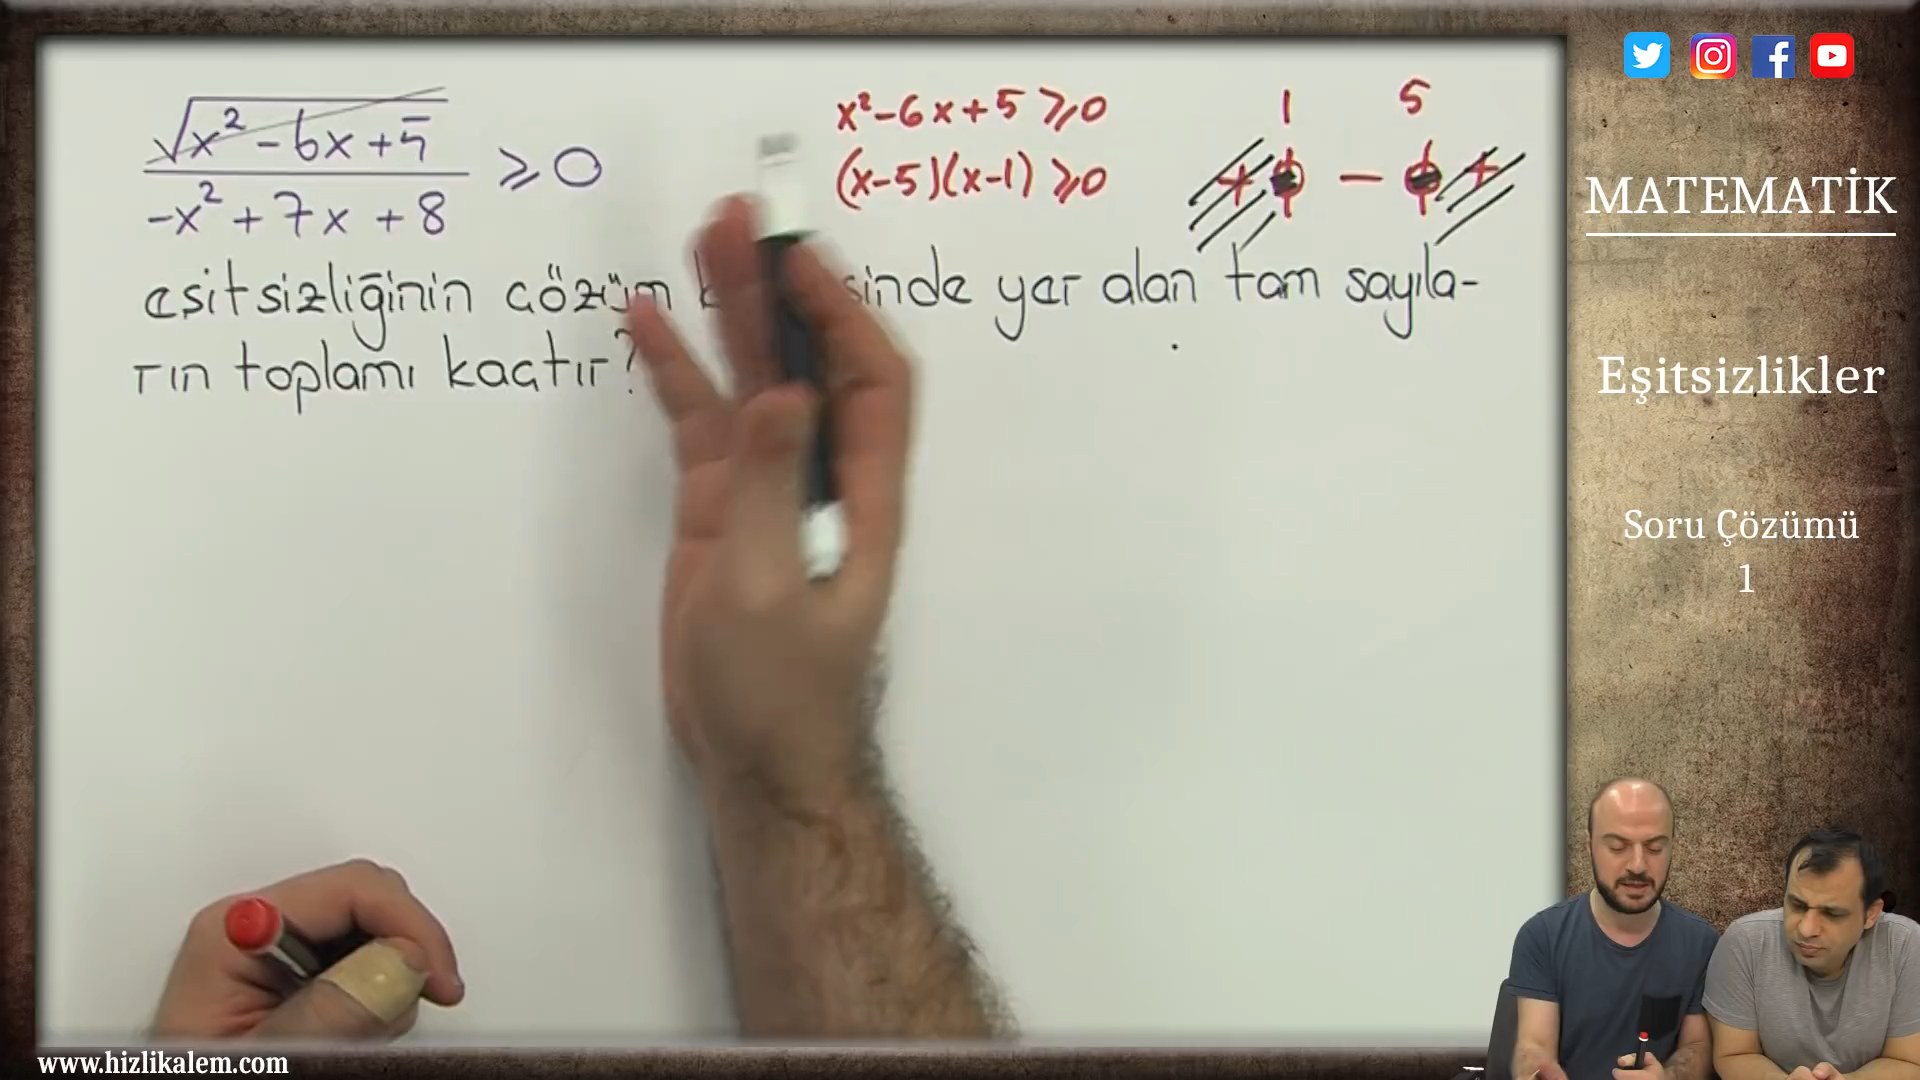 √x² - 6x + 5
-x² + 7x + 8
≥ 0
x² - 6x + 5 ≥ 0
(x-5)(x-1) ≥ 0
1 5
+ - +
eşitsizliğinin çözüm sinde yer alan tam sayıla-
rın toplamı kaçtır?
MATEMATİK
Eşitsizlikler
Soru Çözümü
1
www.hizlikalem.com